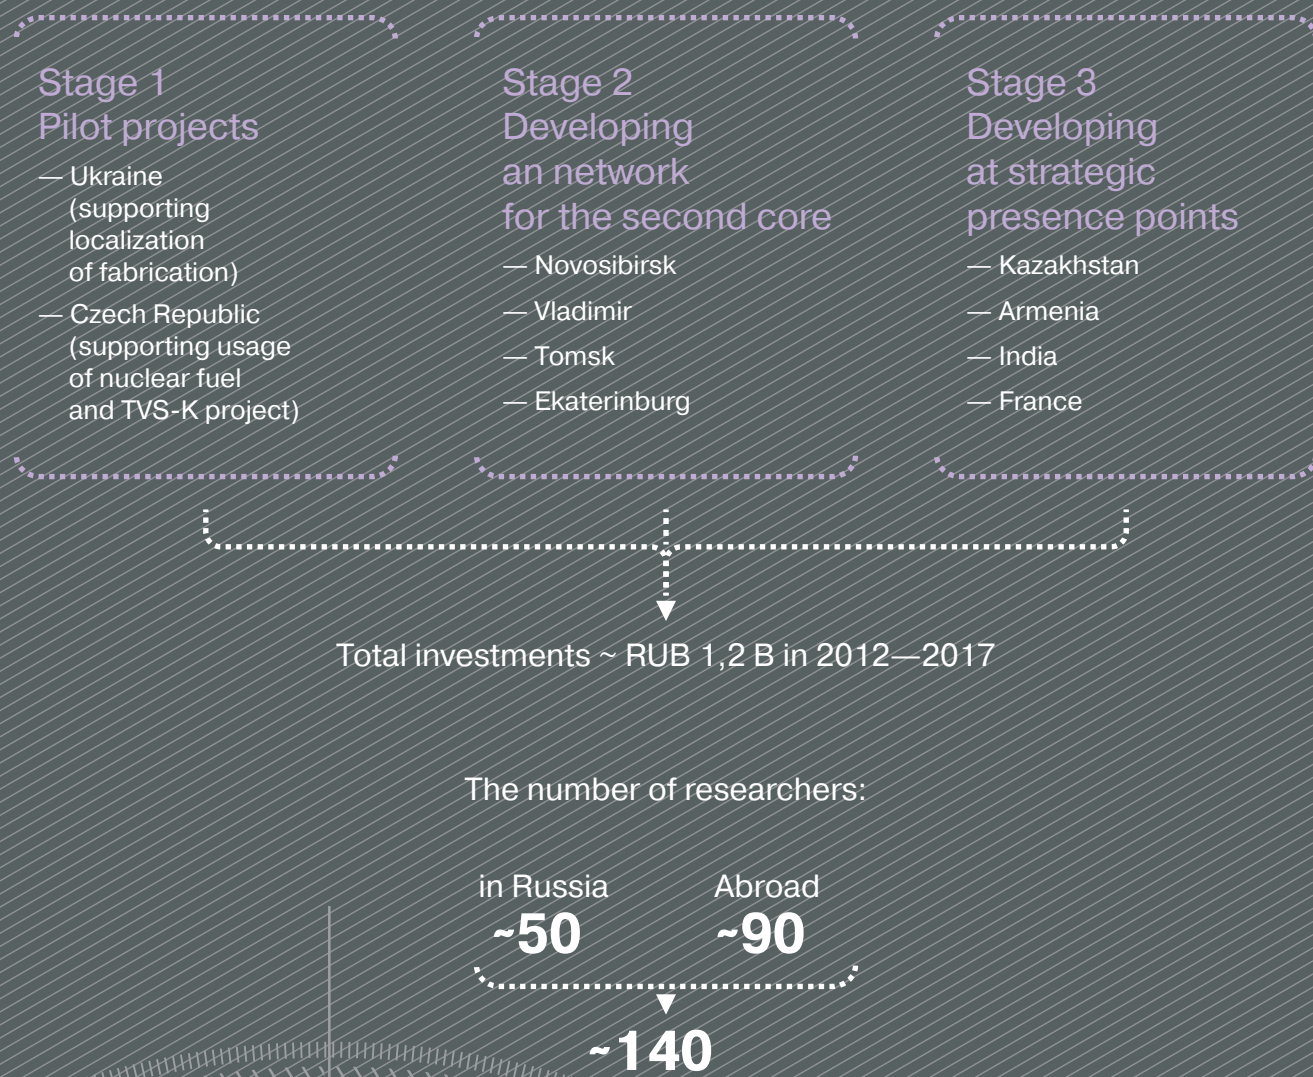 Stage 1
Pilot projects
— Ukraine
(supporting
localization
of fabrication)
— Czech Republic
(supporting usage
of nuclear fuel
and TVS-K project)
Stage 2
Developing
an network
for the second core
— Novosibirsk
— Vladimir
— Tomsk
— Ekaterinburg
Stage 3
Developing
at strategic
presence points
— Kazakhstan
— Armenia
— India
— France
Total investments ~ RUB 1,2 B in 2012—2017
The number of researchers:
in Russia
~50
Abroad
~90
~140